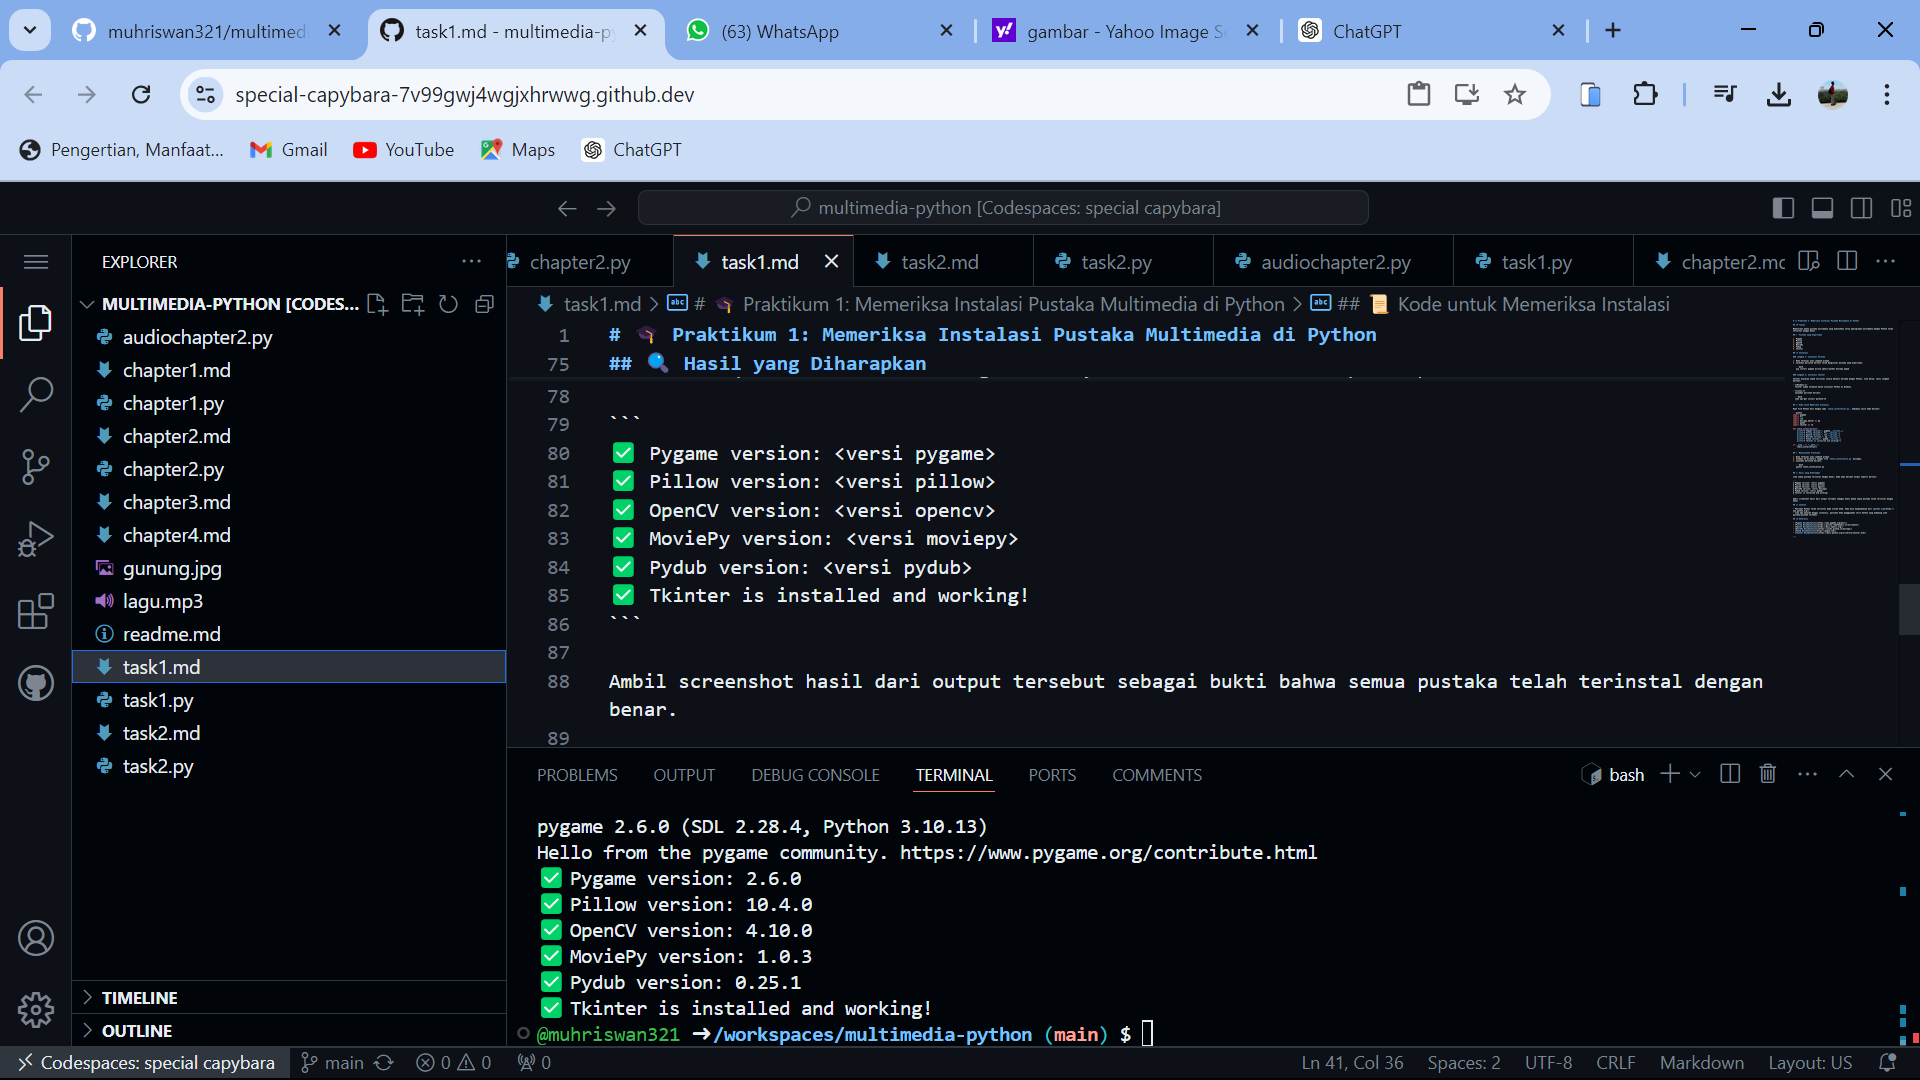 muhriswan321/multimed
task1.md - multimedia-py
(63) WhatsApp
gambar - Yahoo Image Se
ChatGPT
special-capybara-7v99gwj4wgjxhrwwg.github.dev
Pengertian, Manfaat...
Gmail
YouTube
Maps
ChatGPT
multimedia-python [Codespaces: special capybara]
EXPLORER
MULTIMEDIA-PYTHON [CODES...
audiochapter2.py
chapter1.md
chapter1.py
chapter2.md
chapter2.py
chapter3.md
chapter4.md
gunung.jpg
lagu.mp3
readme.md
task1.md
task1.py
task2.md
task2.py
TIMELINE
OUTLINE
chapter2.py
task1.md
task2.md
task2.py
audiochapter2.py
task1.py
chapter2.mc
task1.md > # 🎓 Praktikum 1: Memeriksa Instalasi Pustaka Multimedia di Python > ## 📜 Kode untuk Memeriksa Instalasi
1 # 🎓 Praktikum 1: Memeriksa Instalasi Pustaka Multimedia di Python
75 ## 🔍 Hasil yang Diharapkan
78
79 ```
80 ✅ Pygame version: <versi pygame>
81 ✅ Pillow version: <versi pillow>
82 ✅ OpenCV version: <versi opencv>
83 ✅ MoviePy version: <versi moviepy>
84 ✅ Pydub version: <versi pydub>
85 ✅ Tkinter is installed and working!
86 ```
87
88 Ambil screenshot hasil dari output tersebut sebagai bukti bahwa semua pustaka telah terinstal dengan
benar.
89
PROBLEMS
OUTPUT
DEBUG CONSOLE
TERMINAL
PORTS
COMMENTS
bash
pygame 2.6.0 (SDL 2.28.4, Python 3.10.13)
Hello from the pygame community. https://www.pygame.org/contribute.html
✅ Pygame version: 2.6.0
✅ Pillow version: 10.4.0
✅ OpenCV version: 4.10.0
✅ MoviePy version: 1.0.3
✅ Pydub version: 0.25.1
✅ Tkinter is installed and working!
@muhriswan321 ➜/workspaces/multimedia-python (main) $
Codespaces: special capybara
main
0
0
0
Ln 41, Col 36
Spaces: 2
UTF-8
CRLF
Markdown
Layout: US